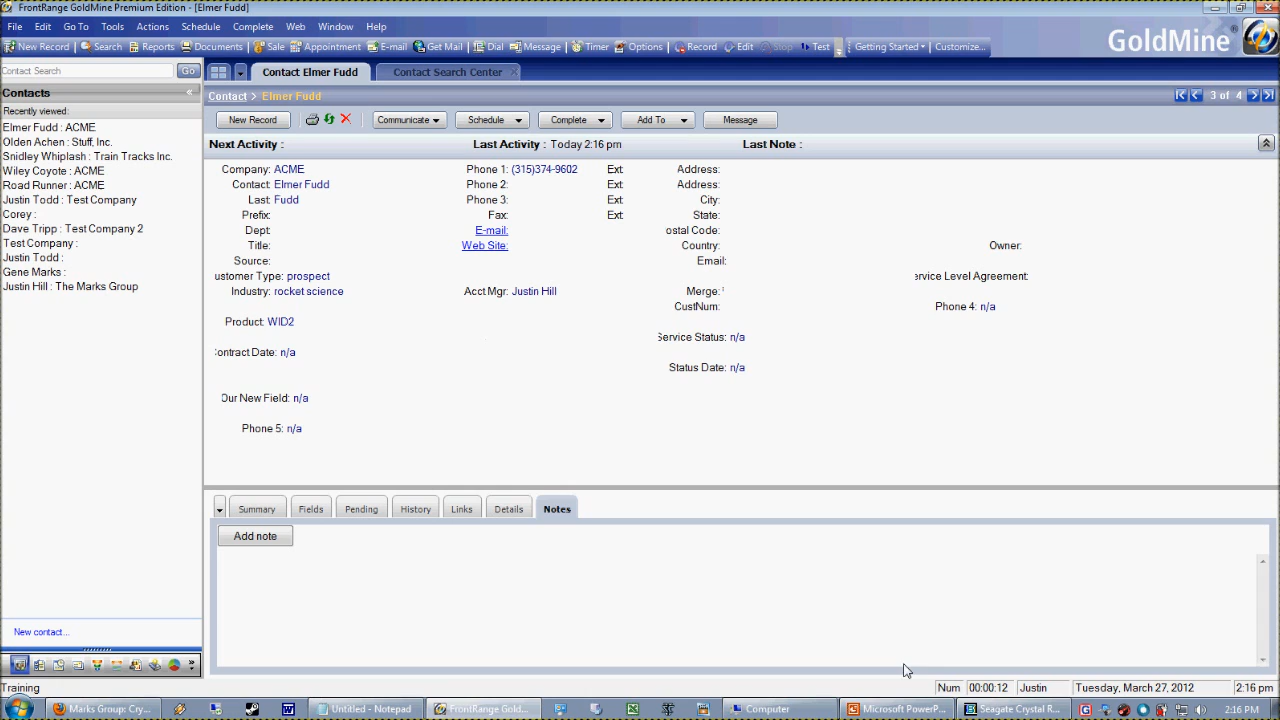 FrontRange GoldMine Premium Edition - [Elmer Fudd]
File Edit Go To Tools Actions Schedule Complete Web Window Help
New Record Search Reports Documents Sale Appointment E-mail Get Mail Dial Message Timer Options Record Edit Stop Test Getting Started Customize...
GoldMine®
Contact Search Go
Contact Elmer Fudd Contact Search Center
Contacts «
Recently viewed:
Elmer Fudd : ACME
Olden Achen : Stuff, Inc.
Snidley Whiplash : Train Tracks Inc.
Wiley Coyote : ACME
Road Runner : ACME
Justin Todd : Test Company
Corey :
Dave Tripp : Test Company 2
Test Company :
Justin Todd :
Gene Marks :
Justin Hill : The Marks Group
New contact...
Contact > Elmer Fudd 3 of 4
New Record Communicate Schedule Complete Add To Message
Next Activity : Last Activity : Today 2:16 pm Last Note :
Company: ACME Phone 1: (315)374-9602 Ext Address:
Contact: Elmer Fudd Phone 2: Ext Address:
Last: Fudd Phone 3: Ext City:
Prefix: Fax: Ext State:
Dept: E-mail: ostal Code:
Title: Web Site: Country: Owner:
Source: Email:
ustomer Type: prospect ervice Level Agreement:
Industry: rocket science Acct Mgr: Justin Hill Merge:
CustNum: Phone 4: n/a
Product: WID2
Service Status: n/a
Contract Date: n/a
Status Date: n/a
Our New Field: n/a
Phone 5: n/a
Summary Fields Pending History Links Details Notes
Add note
Training Num 00:00:12 Justin Tuesday, March 27, 2012 2:16 pm
Marks Group: Cry... Untitled - Notepad FrontRange Gold... Computer Microsoft PowerP... Seagate Crystal R... 2:16 PM